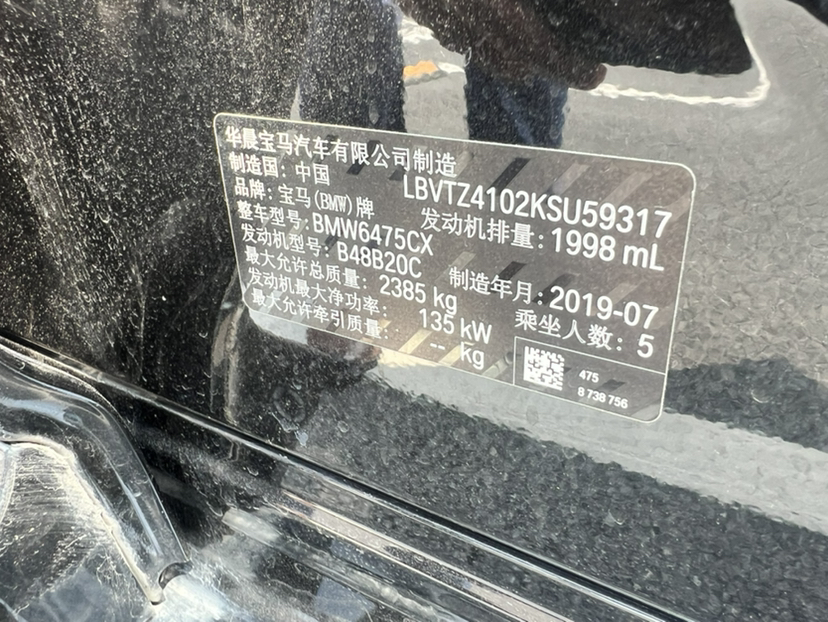 华晨宝马汽车有限公司制造
制造国: 中国 LBVTZ4102KSU59317
品牌: 宝马(BMW)牌 发动机排量: 1998 mL
整车型号: BMW6475CX
发动机型号: B48B20C 制造年月: 2019-07
最大允许总质量: 2385 kg 乘坐人数: 5
发动机最大净功率: 135 kW
最大允许牵引质量: -- kg
475
8 738 756